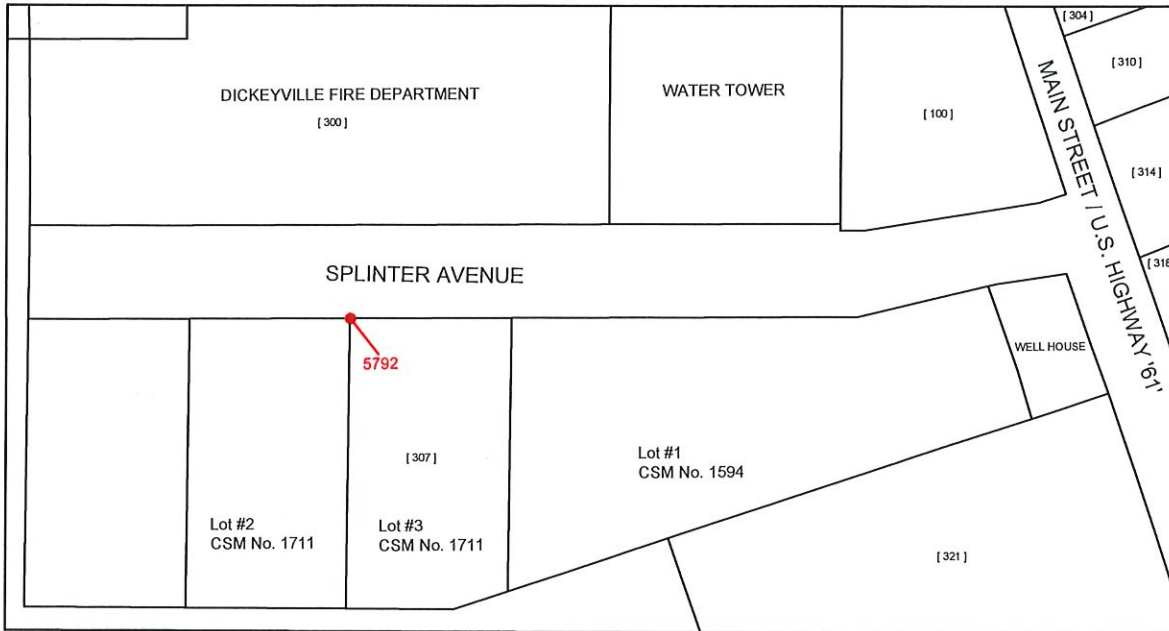 [ 304 ]
[ 310 ]
DICKEYVILLE FIRE DEPARTMENT
[ 300 ]
WATER TOWER
[ 100 ]
MAIN STREET / U.S. HIGHWAY '61'
[ 314 ]
[ 318
SPLINTER AVENUE
5792
WELL HOUSE
[ 307 ]
Lot #1
CSM No. 1594
Lot #2
CSM No. 1711
Lot #3
CSM No. 1711
[ 321 ]